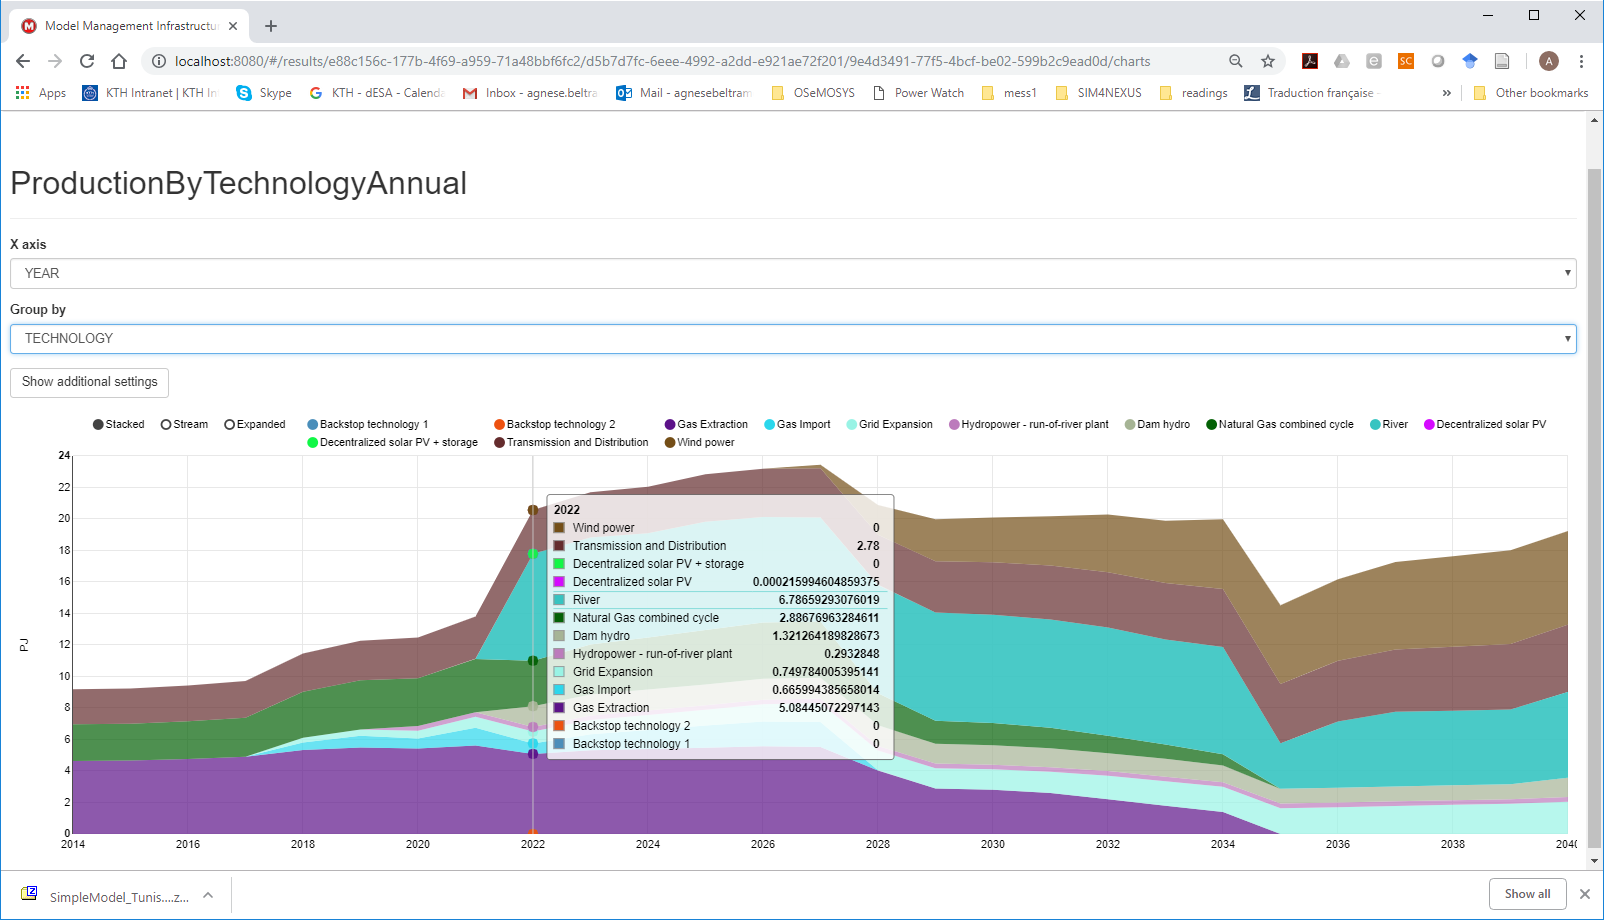 Model Management Infrastructu
localhost:8080/#/results/e88c156c-177b-4f69-a959-71a48bbf6fc2/d5b7d7fc-6eee-4992-a2dd-e921ae72f201/9e4d3491-77f5-4bcf-be02-599b2c9ead0d/charts
SC
A
Apps KTH Intranet | KTH In Skype KTH - dESA - Calenda Inbox - agnese.beltra Mail - agnesebeltram OSeMOSYS Power Watch mess1 SIM4NEXUS readings Traduction française - » Other bookmarks
ProductionByTechnologyAnnual
X axis
YEAR
Group by
TECHNOLOGY
Show additional settings
Stacked Stream Expanded Backstop technology 1 Backstop technology 2 Gas Extraction Gas Import Grid Expansion Hydropower - run-of-river plant Dam hydro Natural Gas combined cycle River Decentralized solar PV
Decentralized solar PV + storage Transmission and Distribution Wind power
24
22
20
18
16
14
12
10
8
6
4
2
0
PJ
2022
Wind power 0
Transmission and Distribution 2.78
Decentralized solar PV + storage 0
Decentralized solar PV 0.000215994604859375
River 6.78659293076019
Natural Gas combined cycle 2.88676963284611
Dam hydro 1.321264189828673
Hydropower - run-of-river plant 0.2932848
Grid Expansion 0.749784005395141
Gas Import 0.665994385658014
Gas Extraction 5.08445072297143
Backstop technology 2 0
Backstop technology 1 0
2014 2016 2018 2020 2022 2024 2026 2028 2030 2032 2034 2036 2038 2040
SimpleModel_Tunis....z...
Show all